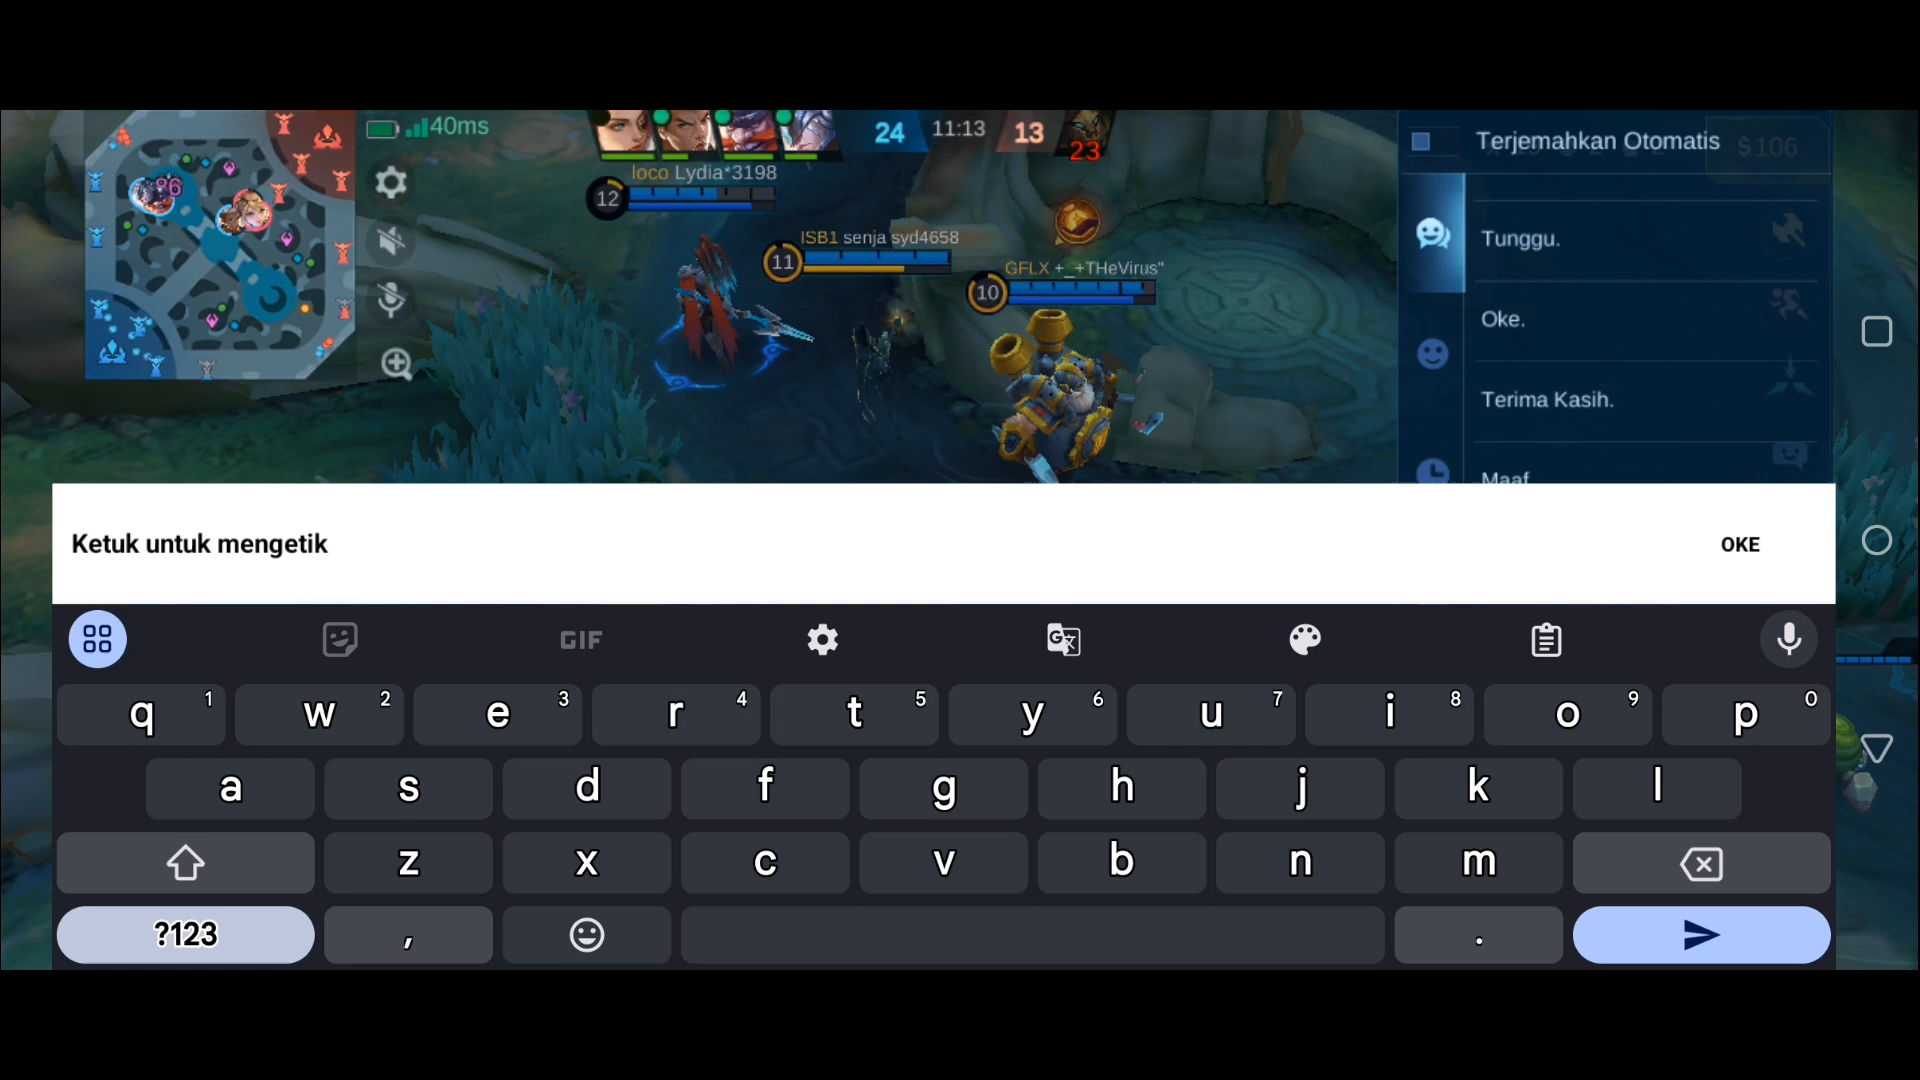 40ms
24
11:13
13
23
86
loco Lydia*3198
12
ISB1 senja syd4658
11
GFLX +_+THeVirus"
10
Terjemahkan Otomatis
$106
Tunggu.
Oke.
Terima Kasih.
Maaf
Ketuk untuk mengetik
OKE
GIF
q 1 w 2 e 3 r 4 t 5 y 6 u 7 i 8 o 9 p 0
a s d f g h j k l
z x c v b n m
?123 , .